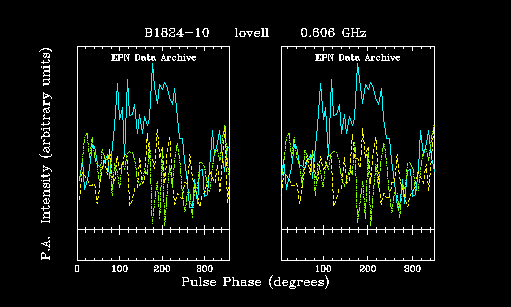 B1824-10 lovell 0.606 GHz
EPN Data Archive EPN Data Archive
P.A. Intensity (arbitrary units)
0 100 200 300 100 200 300
Pulse Phase (degrees)